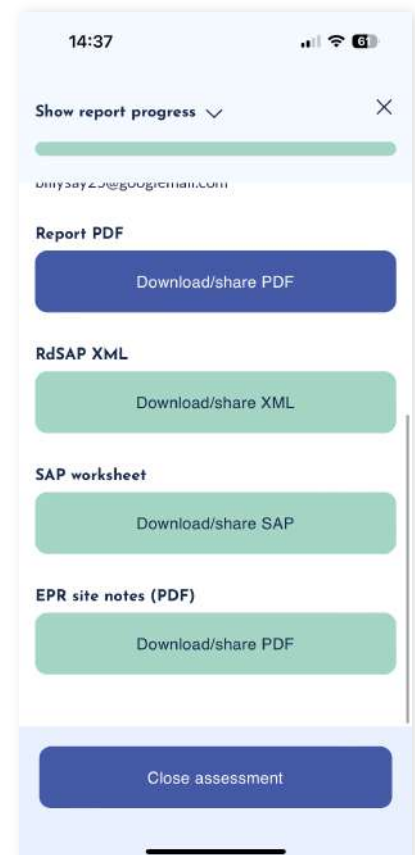 14:37
61
Show report progress
Report PDF
Download/share PDF
RdSAP XML
Download/share XML
SAP worksheet
Download/share SAP
EPR site notes (PDF)
Download/share PDF
Close assessment